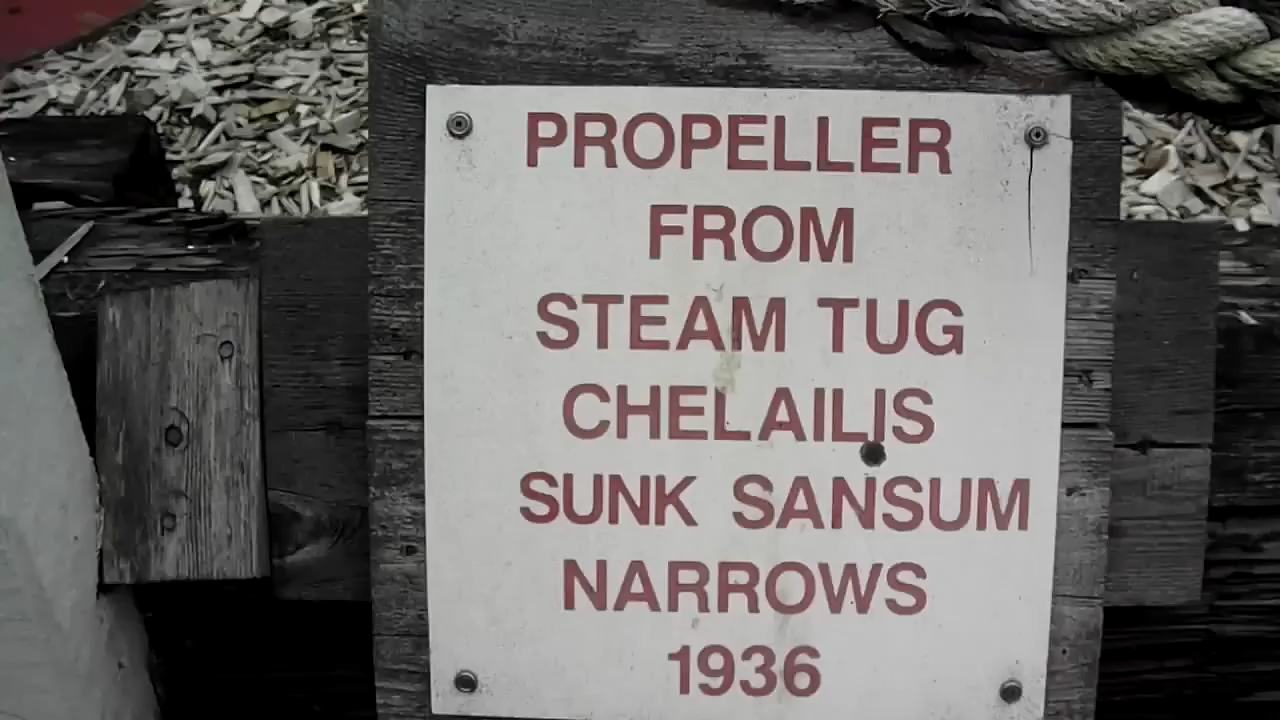 PROPELLER
FROM
STEAM TUG
CHELAILIS
SUNK SANSUM
NARROWS
1936